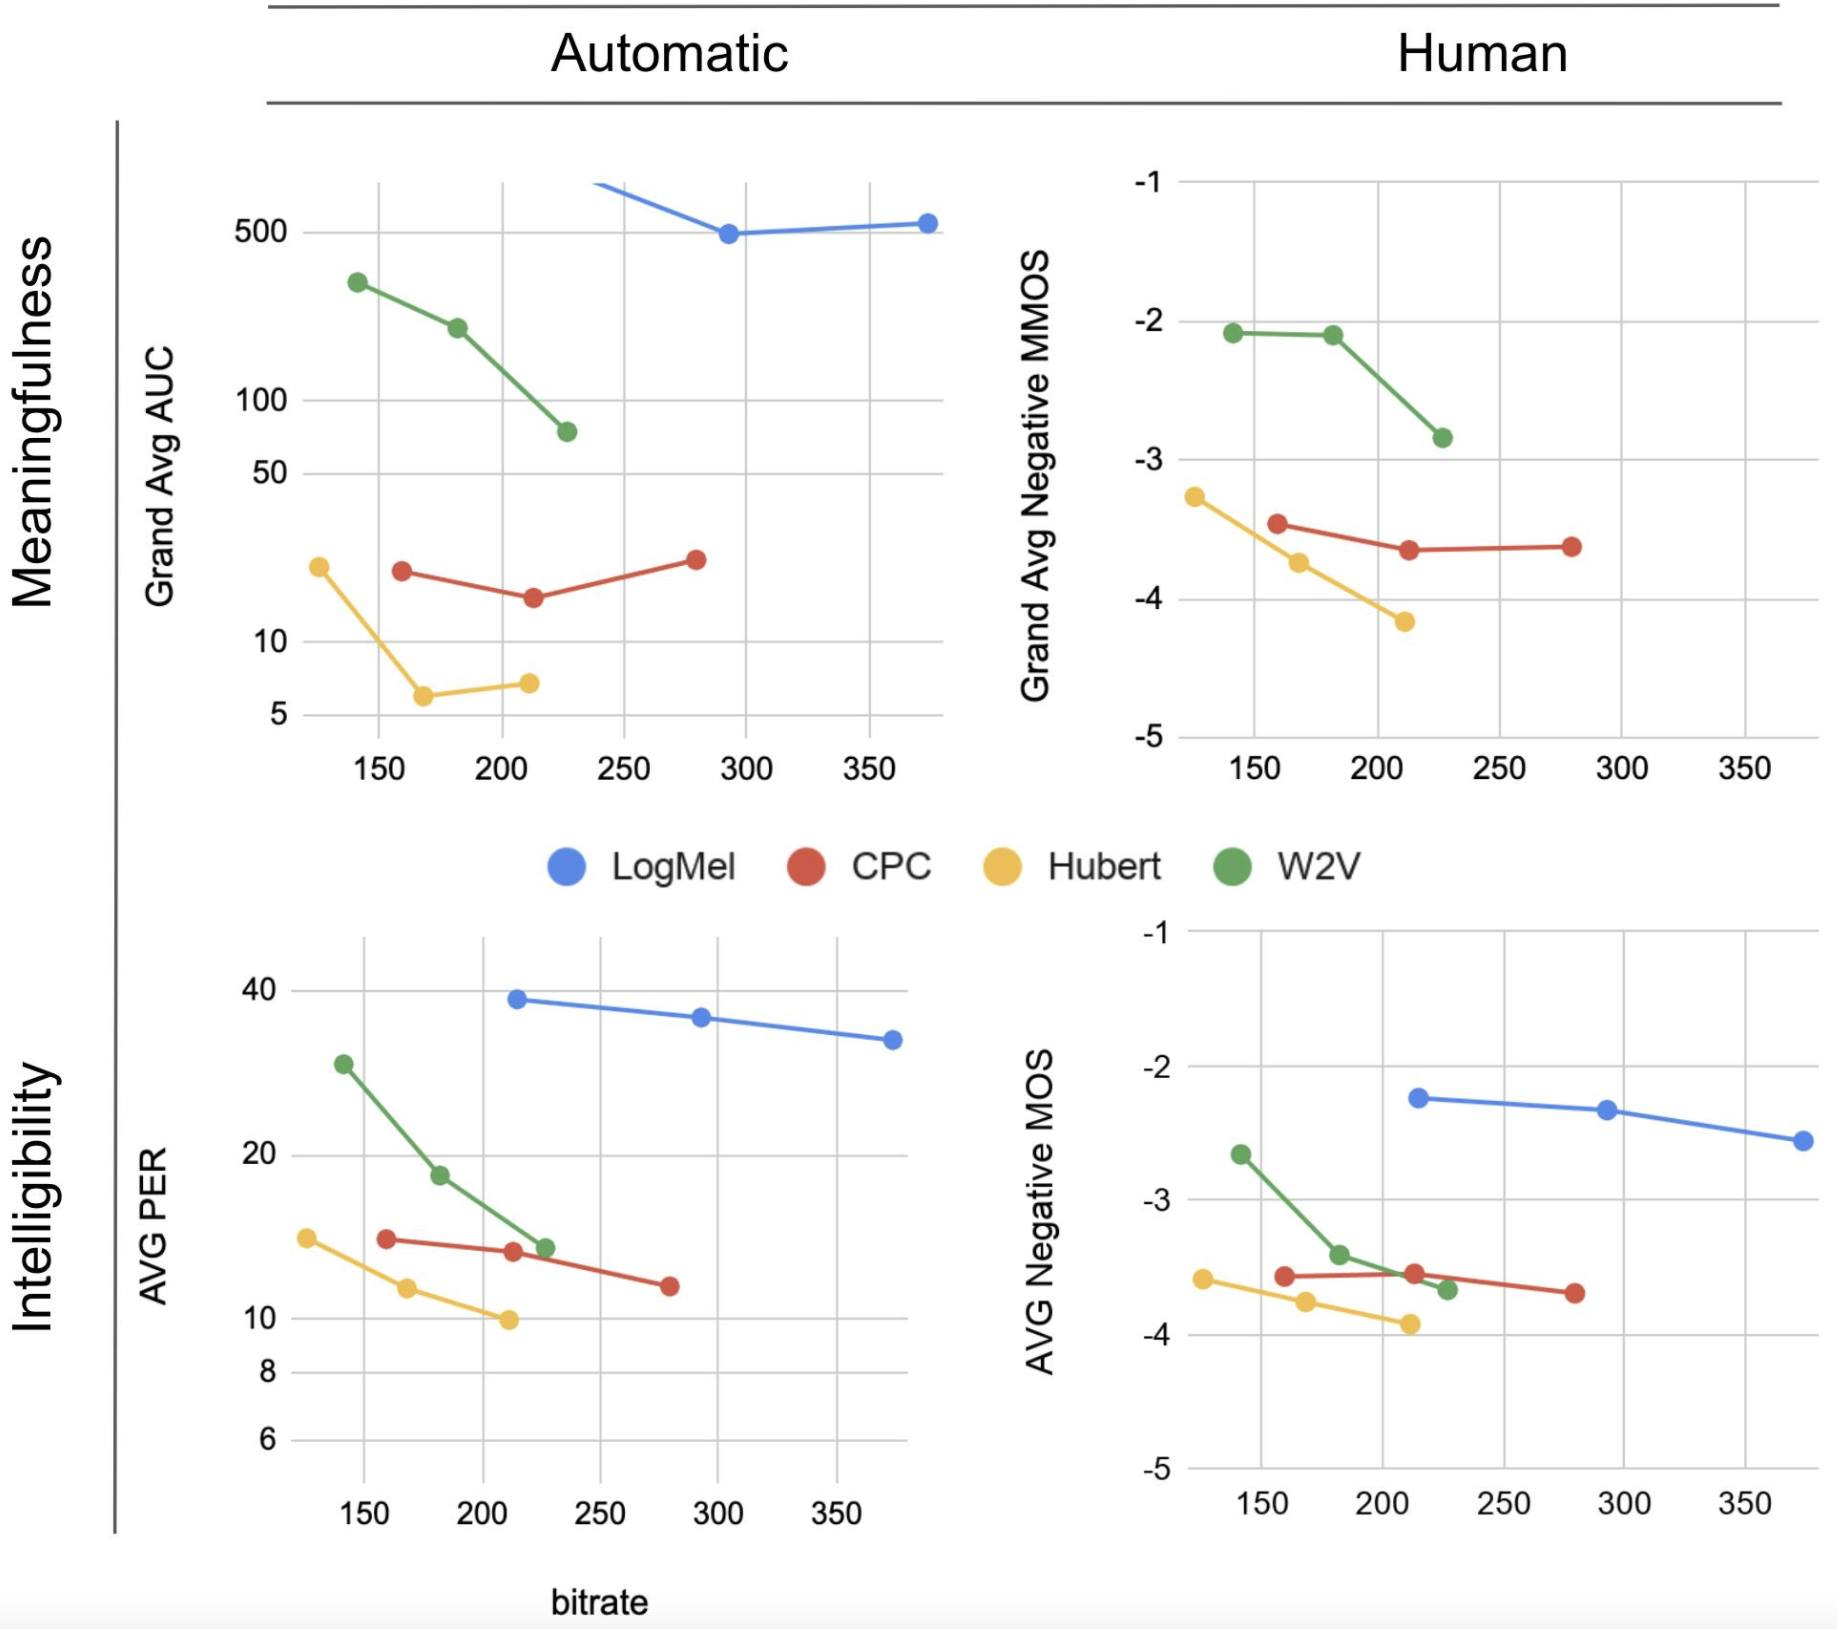 Automatic Human
Meaningfulness
Grand Avg AUC
500
100
50
10
5
150 200 250 300 350
Grand Avg Negative MMOS
-1
-2
-3
-4
-5
150 200 250 300 350
LogMel CPC Hubert W2V
Intelligibility
AVG PER
40
20
10
8
6
150 200 250 300 350
AVG Negative MOS
-1
-2
-3
-4
-5
150 200 250 300 350
bitrate